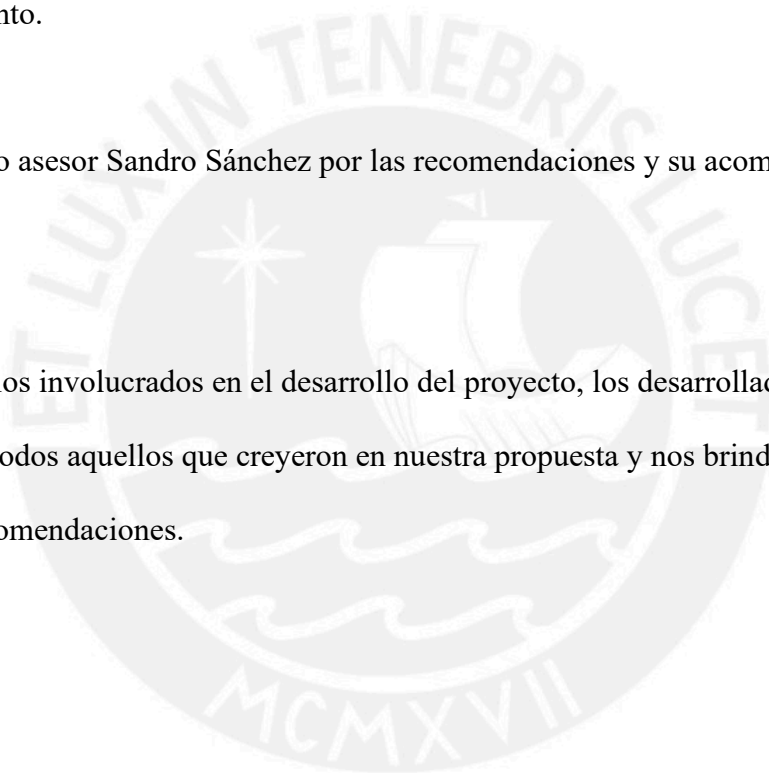 nto.
o asesor Sandro Sánchez por las recomendaciones y su acom
los involucrados en el desarrollo del proyecto, los desarrollad
odos aquellos que creyeron en nuestra propuesta y nos brind
omendaciones.
ET LUX IN TENEBRIS LUCET
MCMXVII